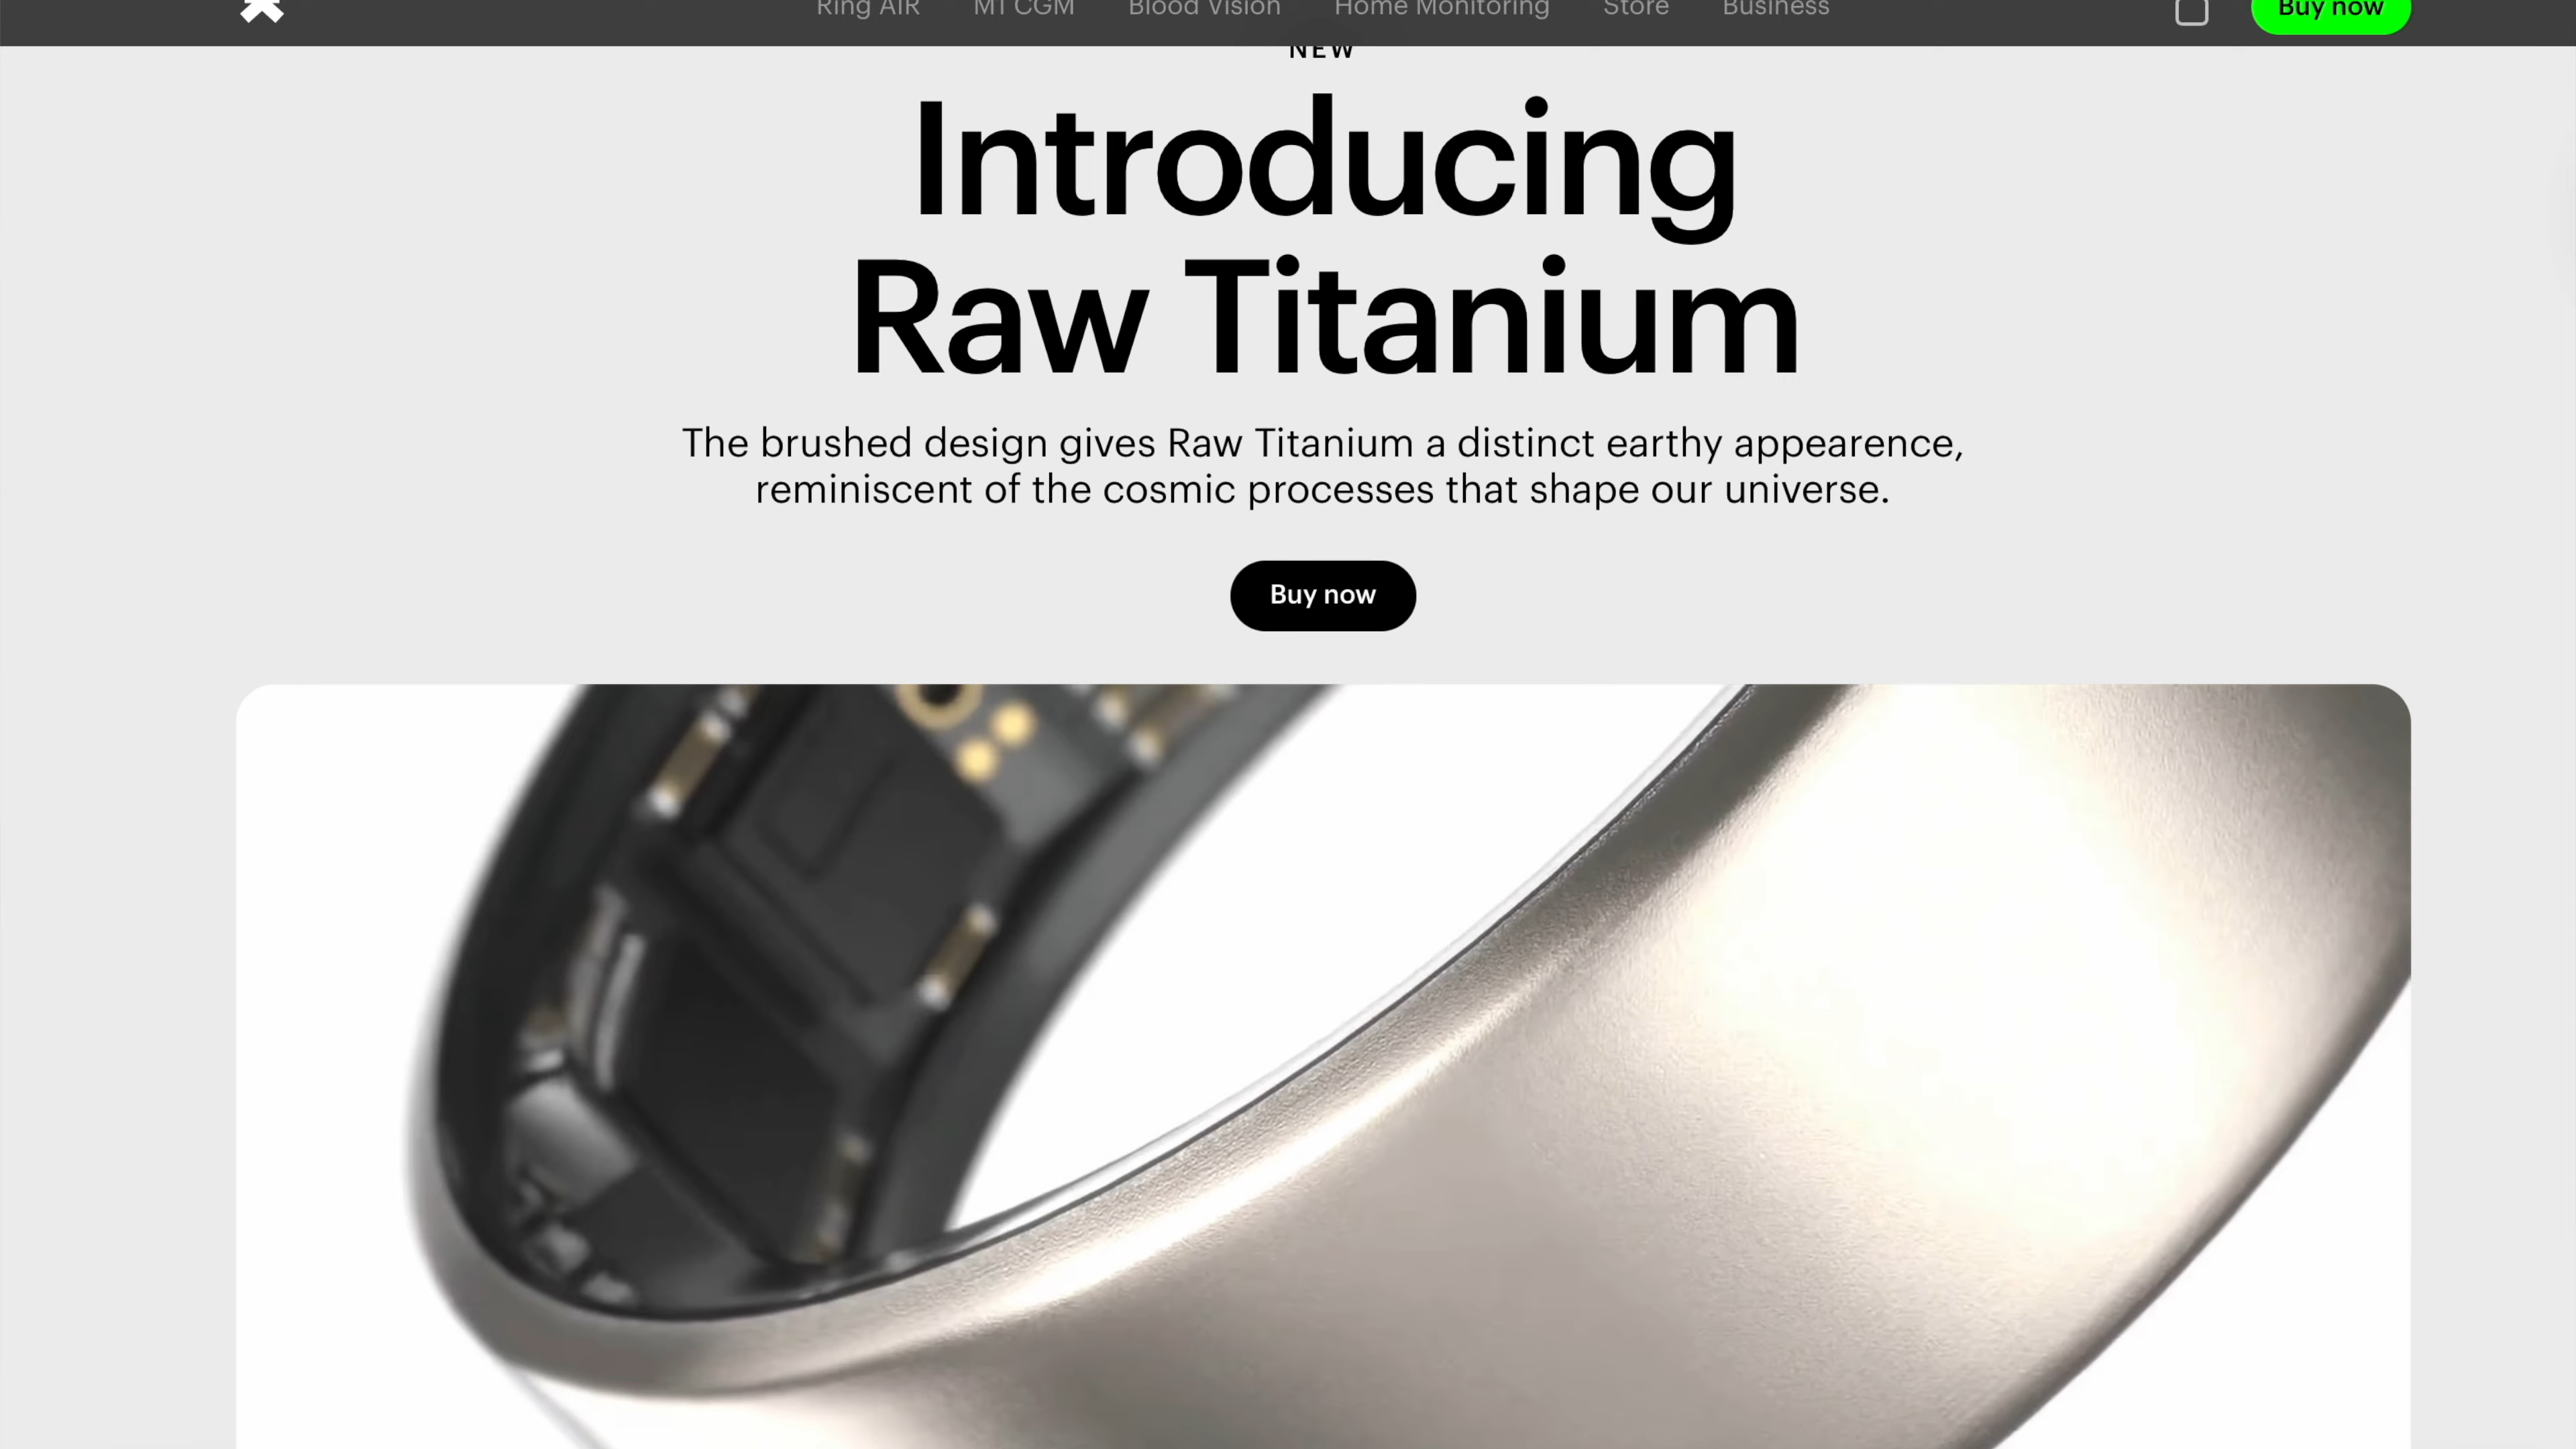 Ring AIR M1 CGM Blood Vision Home Monitoring Store Business Buy now
NEW
Introducing
Raw Titanium
The brushed design gives Raw Titanium a distinct earthy appearence,
reminiscent of the cosmic processes that shape our universe.
Buy now